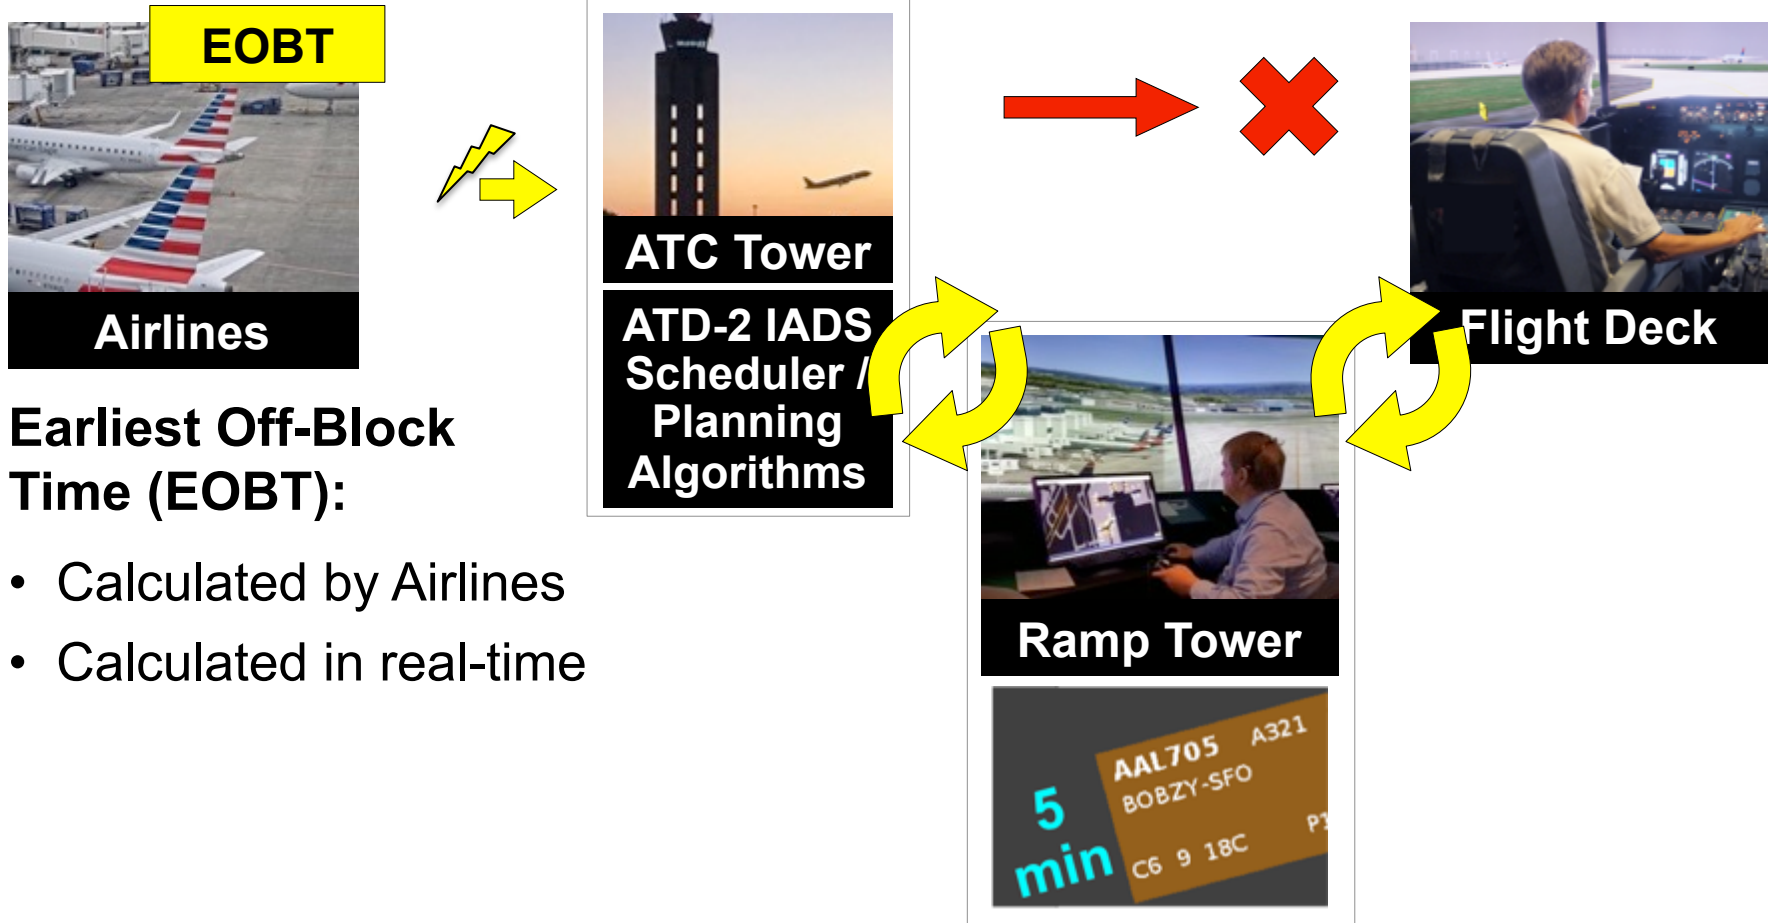 EOBT
Airlines
Earliest Off-Block
Time (EOBT):
• Calculated by Airlines
• Calculated in real-time
ATC Tower
ATD-2 IADS
Scheduler /
Planning
Algorithms
Ramp Tower
5
min
AAL705 A321
BOBZY-SFO
C6 9 18C
Flight Deck